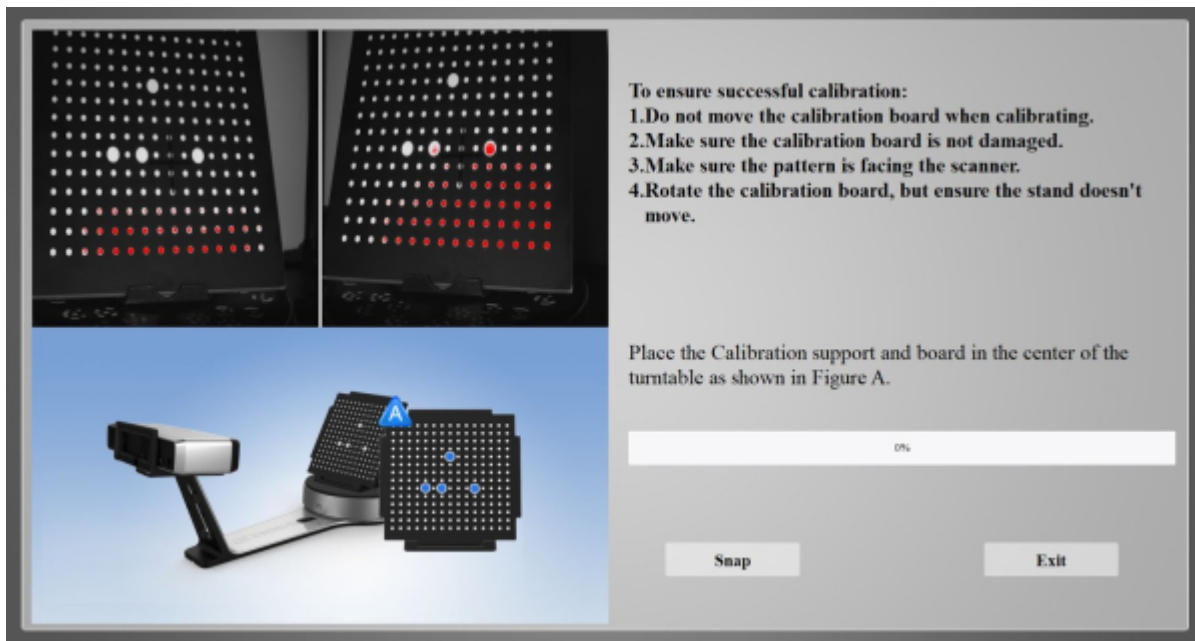 To ensure successful calibration:
1.Do not move the calibration board when calibrating.
2.Make sure the calibration board is not damaged.
3.Make sure the pattern is facing the scanner.
4.Rotate the calibration board, but ensure the stand doesn't
move.
Place the Calibration support and board in the center of the
turntable as shown in Figure A.
A
0%
Snap
Exit